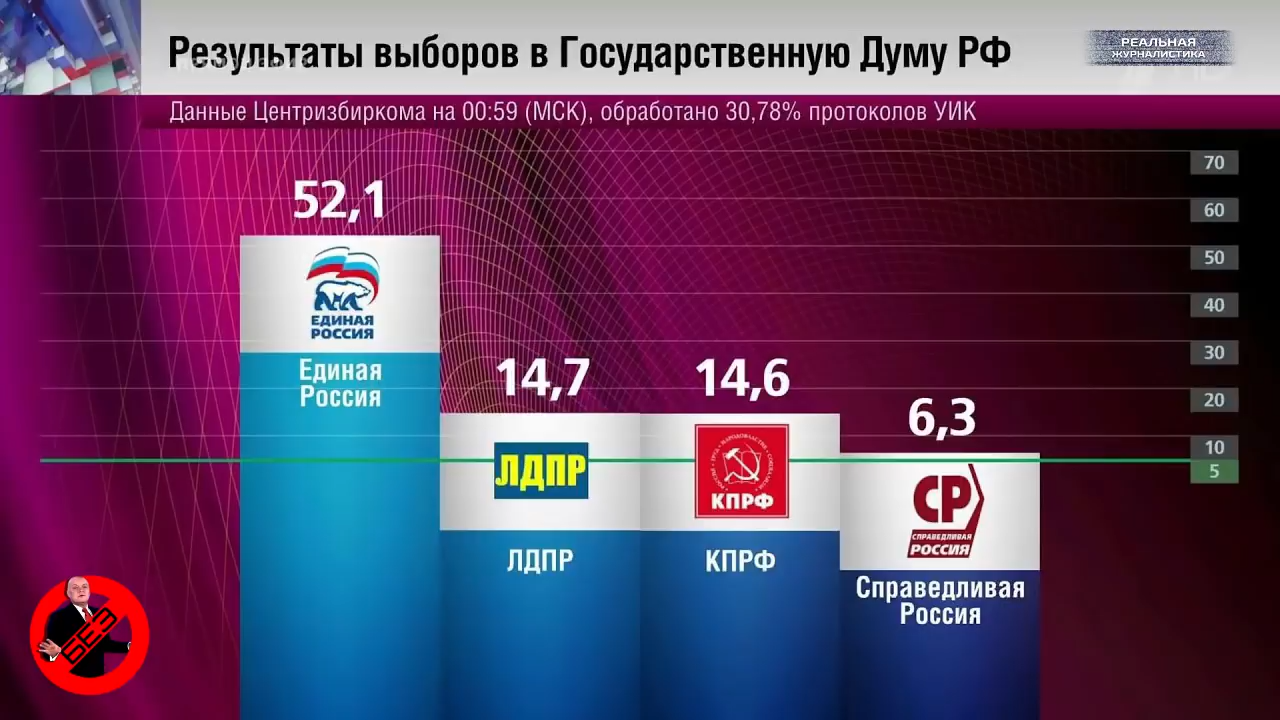 Результаты выборов в Государственную Думу РФ
РЕАЛЬНАЯ
ЖУРНАЛИСТИКА
Данные Центризбиркома на 00:59 (МСК), обработано 30,78% протоколов УИК
70
60
50
40
30
20
10
5
52,1
ЕДИНАЯ
РОССИЯ
Единая
Россия
14,7
ЛДПР
ЛДПР
14,6
КПРФ
КПРФ
6,3
СР
СПРАВЕДЛИВАЯ
РОССИЯ
Справедливая
Россия
БЕЗ